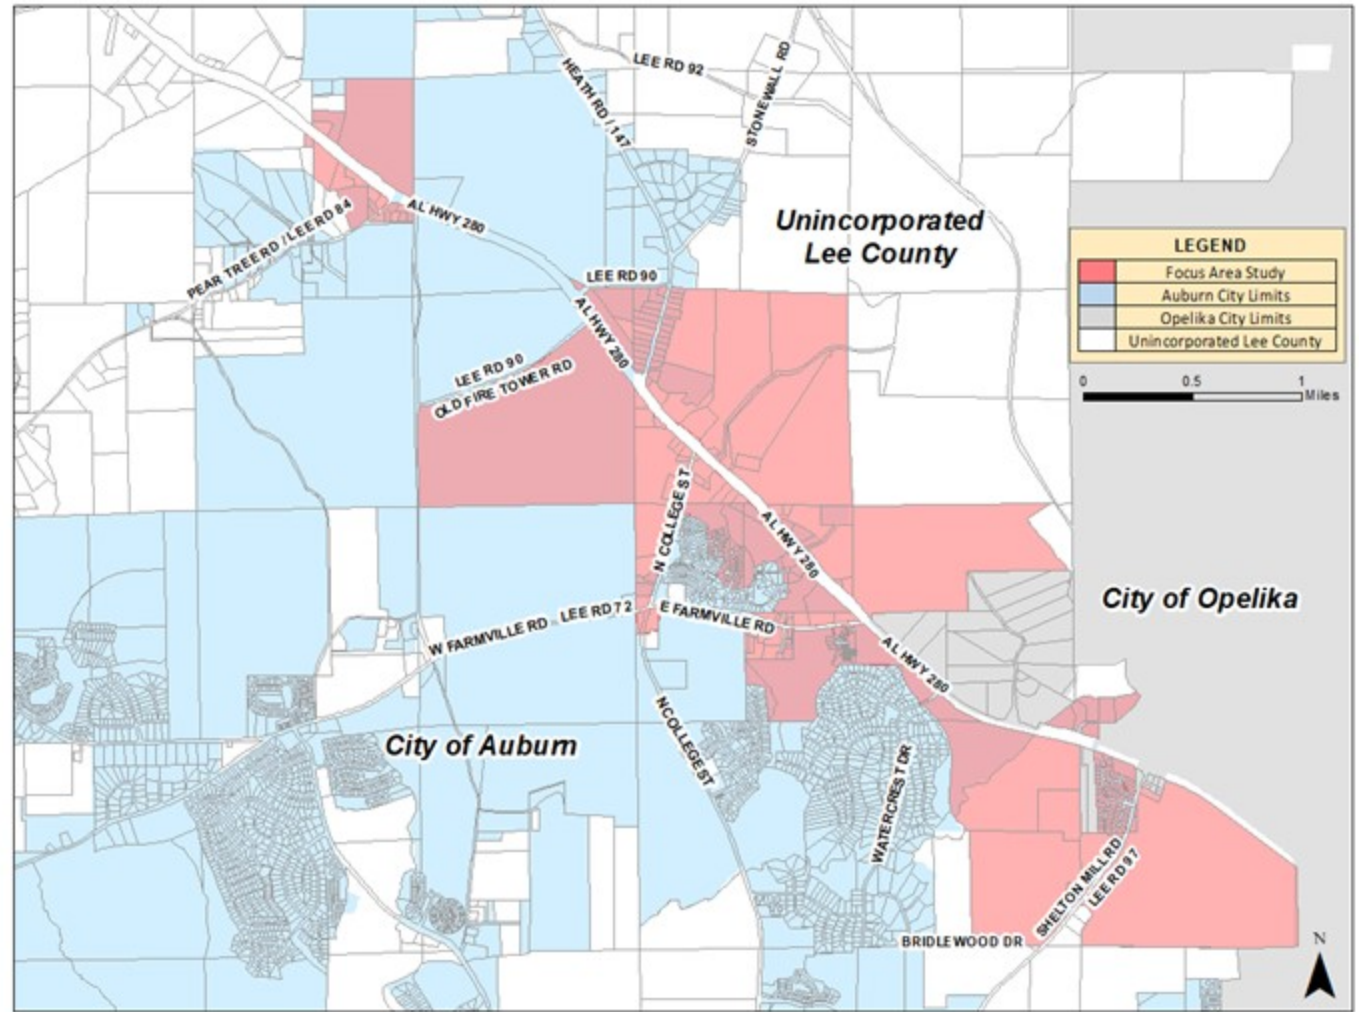 LEE RD 92
HEATH RD / 147
STONEWALL RD
PEAR TREE RD / LEE RD 84
AL HWY 280
Unincorporated
Lee County
LEGEND
Focus Area Study
Auburn City Limits
Opelika City Limits
Unincorporated Lee County
0 0.5 1
Miles
LEE RD 90
AL HWY 280
LEE RD 90
OLD FIRE TOWER RD
N COLLEGE ST
AL HWY 280
City of Opelika
W FARMVILLE RD
LEE RD 72
E FARMVILLE RD
AL HWY 280
N COLLEGE ST
City of Auburn
WATERCREST DR
SHELTON MILL RD
LEE RD 97
BRIDLEWOOD DR
N